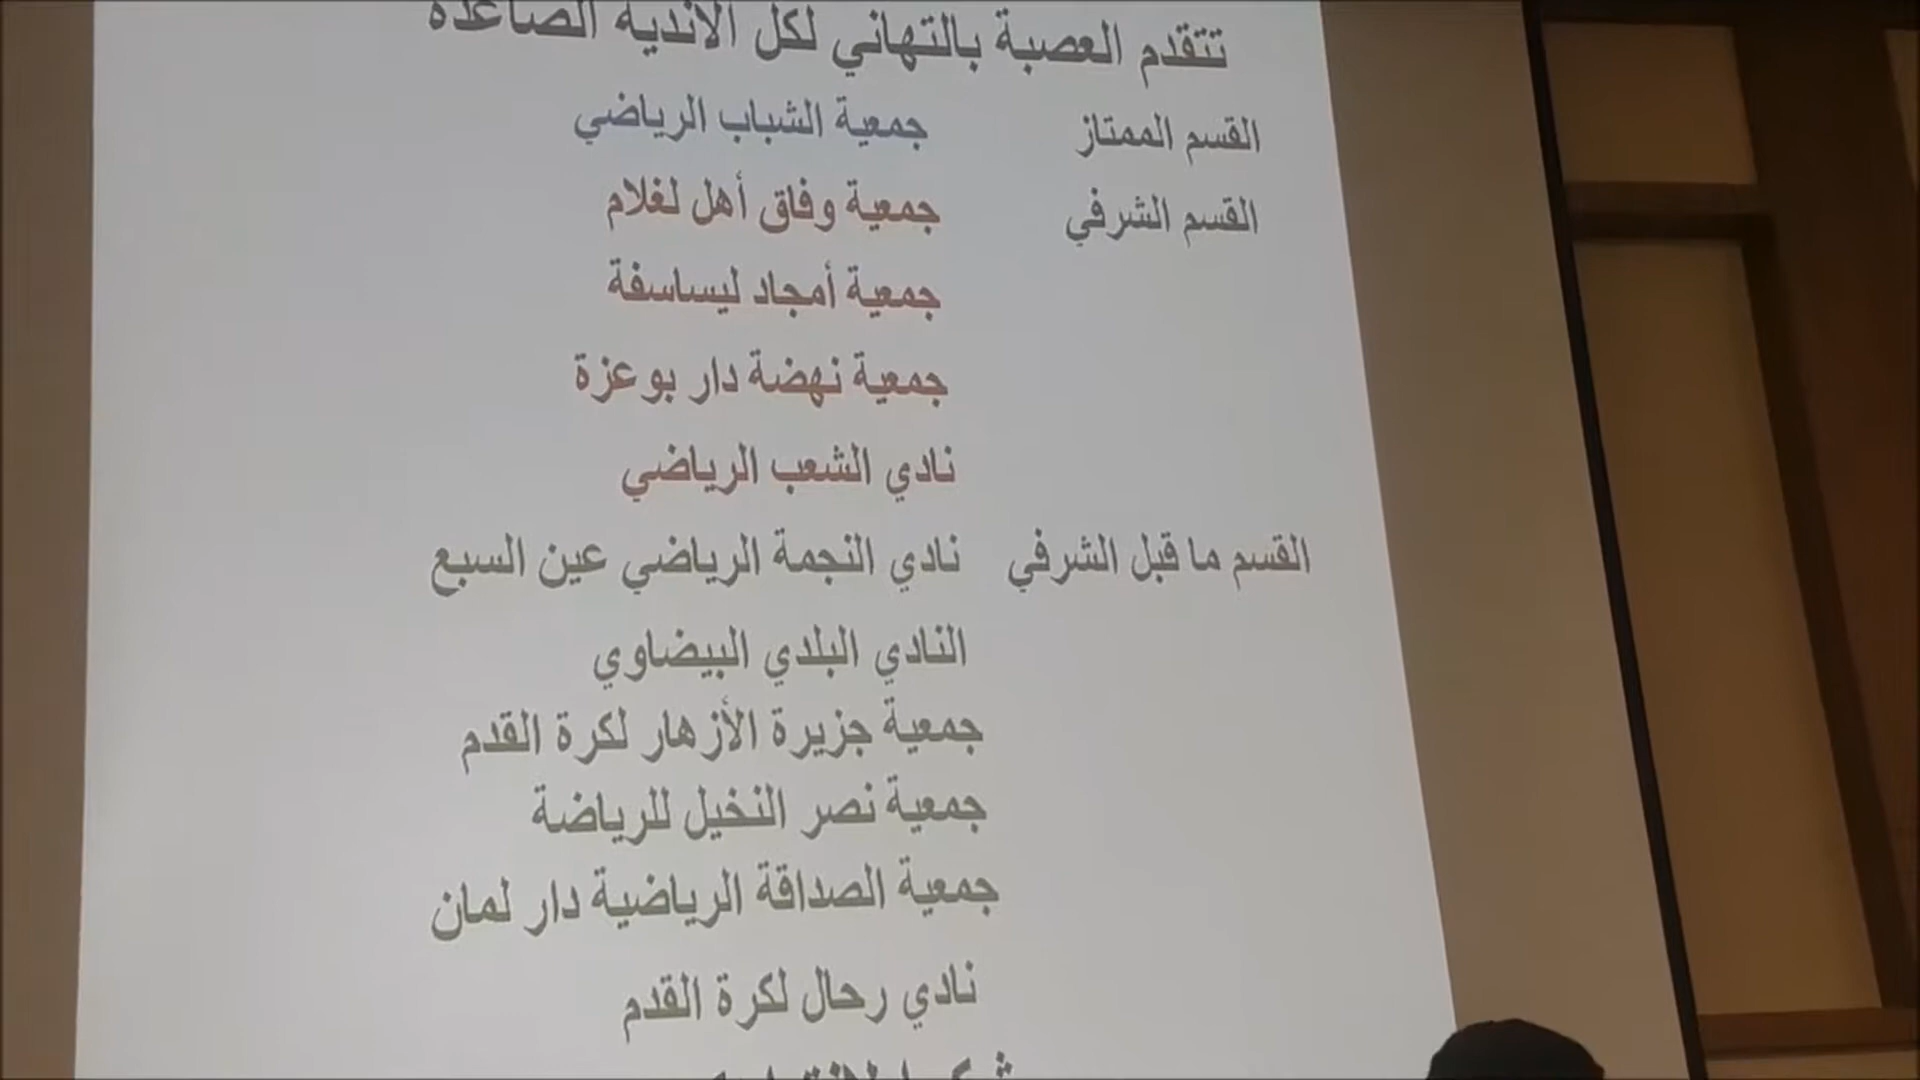 تتقدم العصبة بالتهاني لكل الأندية الصاعدة
القسم الممتاز جمعية الشباب الرياضي
القسم الشرفي جمعية وفاق أهل لغلام
جمعية أمجاد ليساسفة
جمعية نهضة دار بوعزة
نادي الشعب الرياضي
القسم ما قبل الشرفي نادي النجمة الرياضي عين السبع
النادي البلدي البيضاوي
جمعية جزيرة الأزهار لكرة القدم
جمعية نصر النخيل للرياضة
جمعية الصداقة الرياضية دار لمان
نادي رحال لكرة القدم